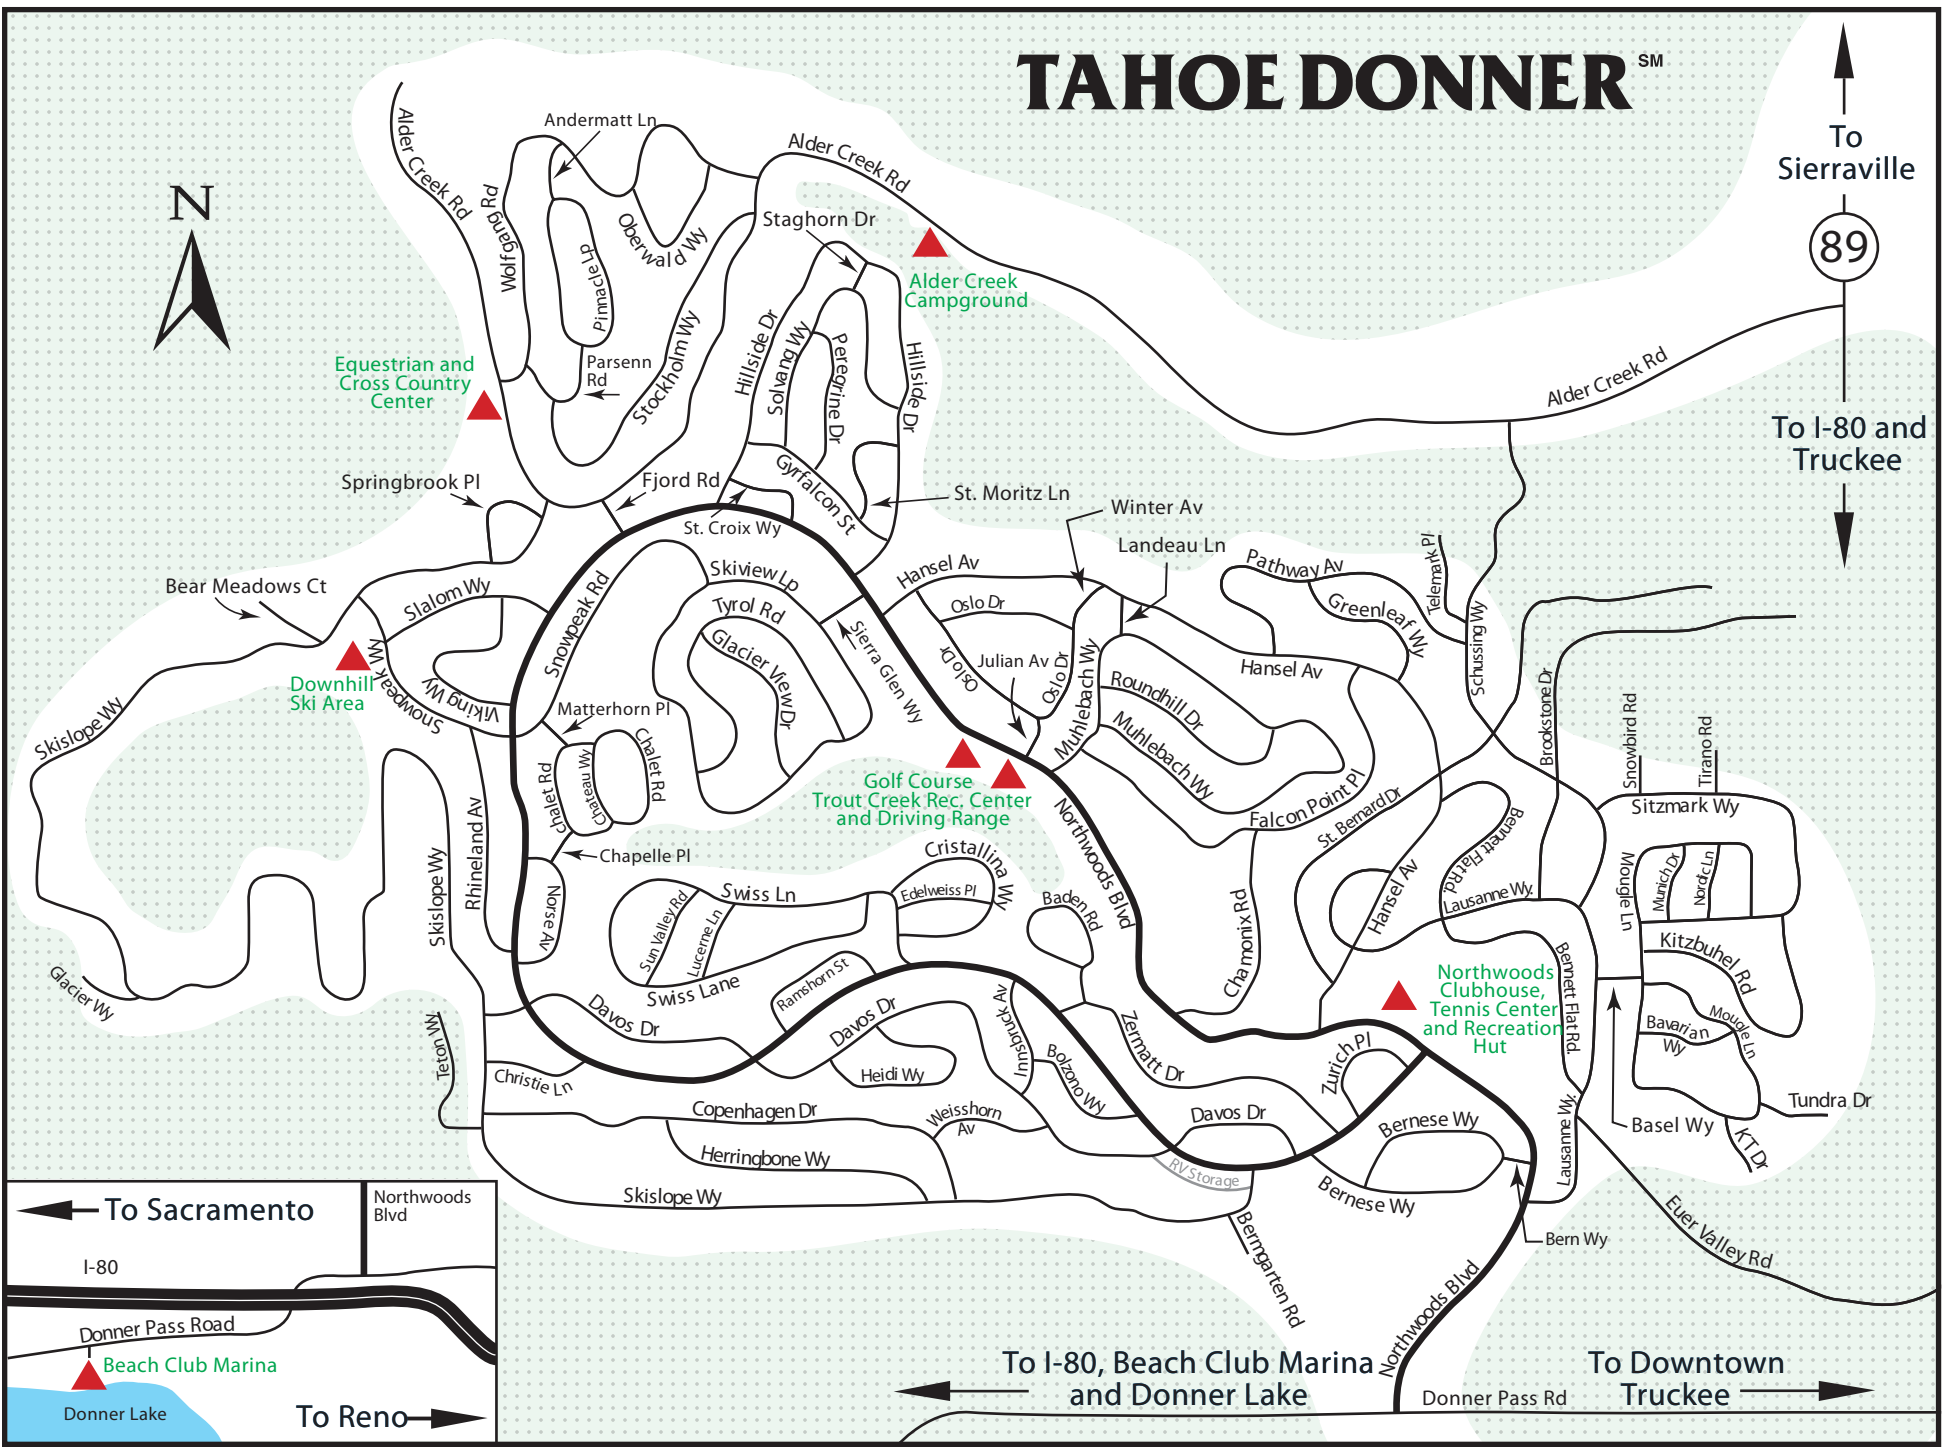 TAHOE DONNER SM
To
Sierraville
89
To I-80 and
Truckee
N
Andermatt Ln
Alder Creek Rd
Alder Creek Rd
Wolfgang Rd
Oberwald Wy
Pinnacle Lp
Staghorn Dr
Alder Creek
Campground
Equestrian and
Cross Country
Center
Parsenn
Rd
Stockholm Wy
Hillside Dr
Solvang Wy
Peregrine Dr
Hillside Dr
Alder Creek Rd
Springbrook Pl
Fjord Rd
Gyrfalcon St
St. Moritz Ln
St. Croix Wy
Winter Av
Landeau Ln
Bear Meadows Ct
Slalom Wy
Snowpeak Rd
Skiview Lp
Tyrol Rd
Glacier View Dr
Hansel Av
Oslo Dr
Oslo Dr
Oslo Dr
Julian Av
Sierra Glen Wy
Muhlebach Wy
Pathway Av
Greenleaf Wy
Telemark Pl
Schussing Wy
Hansel Av
Roundhill Dr
Muhlebach Wy
Brookstone Dr
Snowbird Rd
Tirano Rd
Downhill
Ski Area
Snowpeak Wy
Viking Wy
Skislope Wy
Matterhorn Pl
Chalet Rd
Chateau Wy
Chalet Rd
Chapelle Pl
Rhineland Av
Skislope Wy
Norse Av
Golf Course
Trout Creek Rec. Center
and Driving Range
Northwoods Blvd
Falcon Point Pl
St. Bernard Dr
Bennett Flat Rd.
Lausanne Wy.
Hansel Av
Sitzmark Wy
Mougle Ln
Munich Dr
Nordic Ln
Kitzbuhel Rd
Mougle Ln
Bavarian
Wy
Tundra Dr
KT Dr
Basel Wy
Cristallina Wy
Edelweiss Pl
Swiss Ln
Sun Valley Rd
Lucerne Ln
Swiss Lane
Ramshorn St
Baden Rd
Chamonix Rd
Northwoods
Clubhouse,
Tennis Center
and Recreation
Hut
Bennett Flat Rd.
Lausanne Wy.
Glacier Wy
Teton Wy
Davos Dr
Davos Dr
Innsbruck Av
Zermatt Dr
Bolzono Wy
Heidi Wy
Christie Ln
Copenhagen Dr
Weisshorn
Av
Herringbone Wy
Skislope Wy
Davos Dr
Zurich Pl
Bernese Wy
Bernese Wy
RV Storage
Bermgarten Rd
Bern Wy
Euer Valley Rd
Northwoods Blvd
To I-80, Beach Club Marina
and Donner Lake
Donner Pass Rd
To Downtown
Truckee
To Sacramento
Northwoods
Blvd
I-80
Donner Pass Road
Beach Club Marina
Donner Lake
To Reno